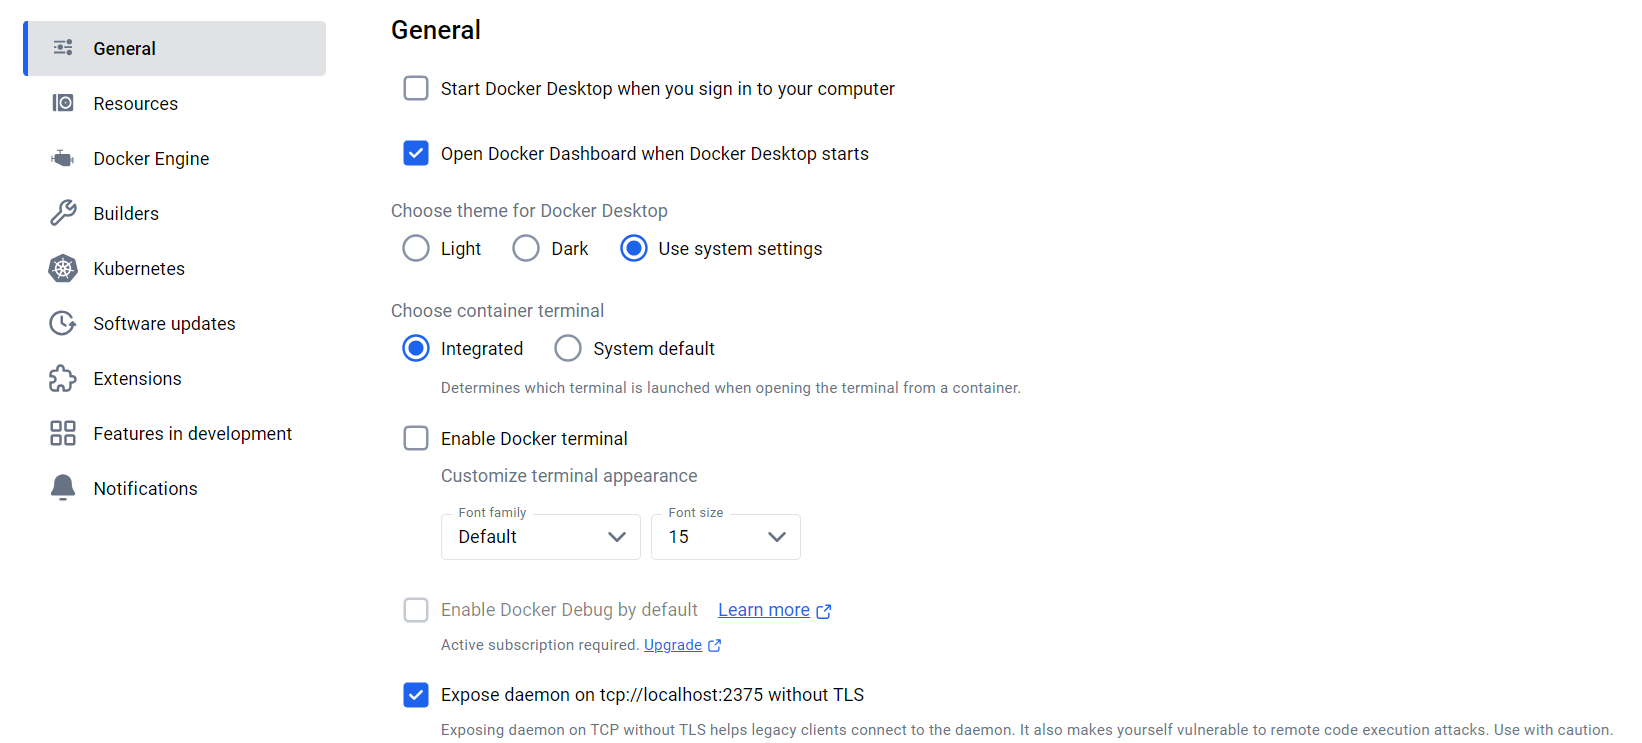 General
Resources
Docker Engine
Builders
Kubernetes
Software updates
Extensions
Features in development
Notifications
General
Start Docker Desktop when you sign in to your computer
Open Docker Dashboard when Docker Desktop starts
Choose theme for Docker Desktop
Light Dark Use system settings
Choose container terminal
Integrated System default
Determines which terminal is launched when opening the terminal from a container.
Enable Docker terminal
Customize terminal appearance
Font family Font size
Default 15
Enable Docker Debug by default Learn more
Active subscription required. Upgrade
Expose daemon on tcp://localhost:2375 without TLS
Exposing daemon on TCP without TLS helps legacy clients connect to the daemon. It also makes yourself vulnerable to remote code execution attacks. Use with caution.